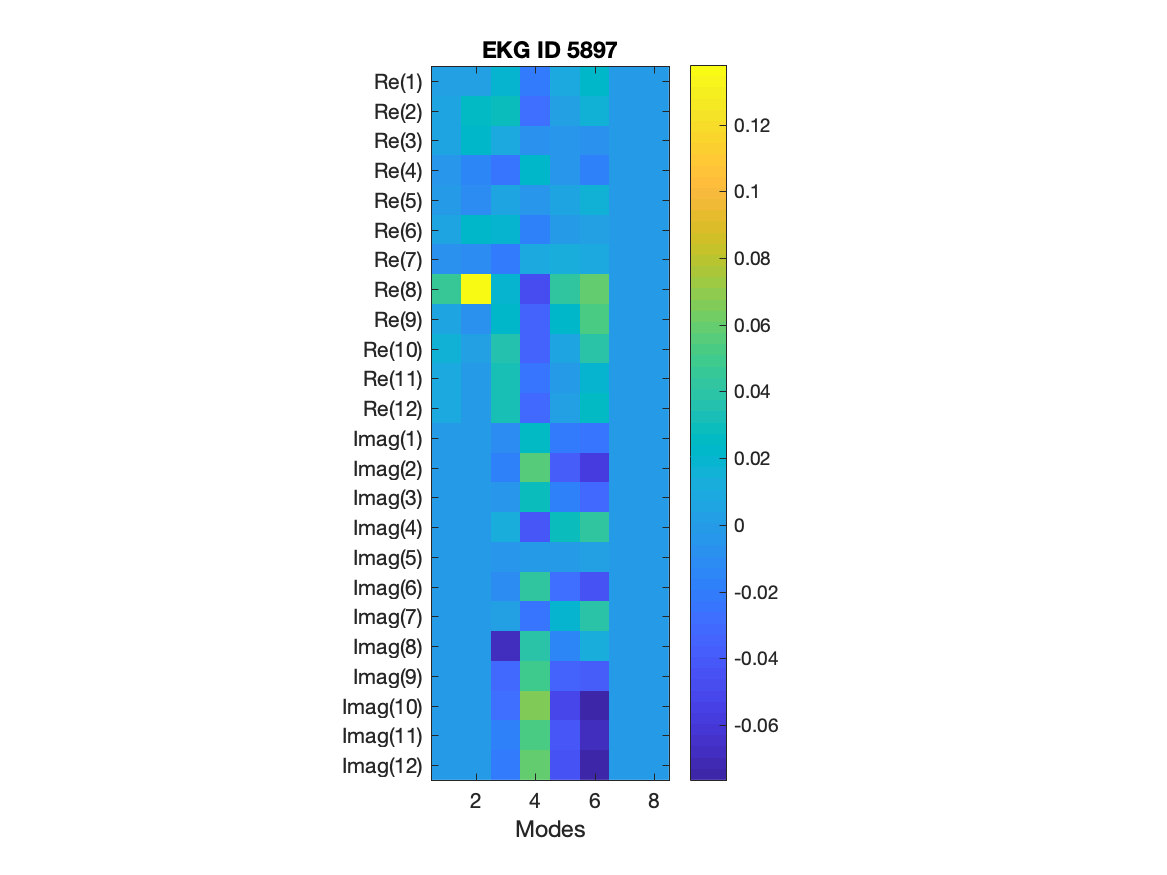 EKG ID 5897
Re(1)
Re(2)
Re(3)
Re(4)
Re(5)
Re(6)
Re(7)
Re(8)
Re(9)
Re(10)
Re(11)
Re(12)
Imag(1)
Imag(2)
Imag(3)
Imag(4)
Imag(5)
Imag(6)
Imag(7)
Imag(8)
Imag(9)
Imag(10)
Imag(11)
Imag(12)
2 4 6 8
Modes
0.12
0.1
0.08
0.06
0.04
0.02
0
-0.02
-0.04
-0.06